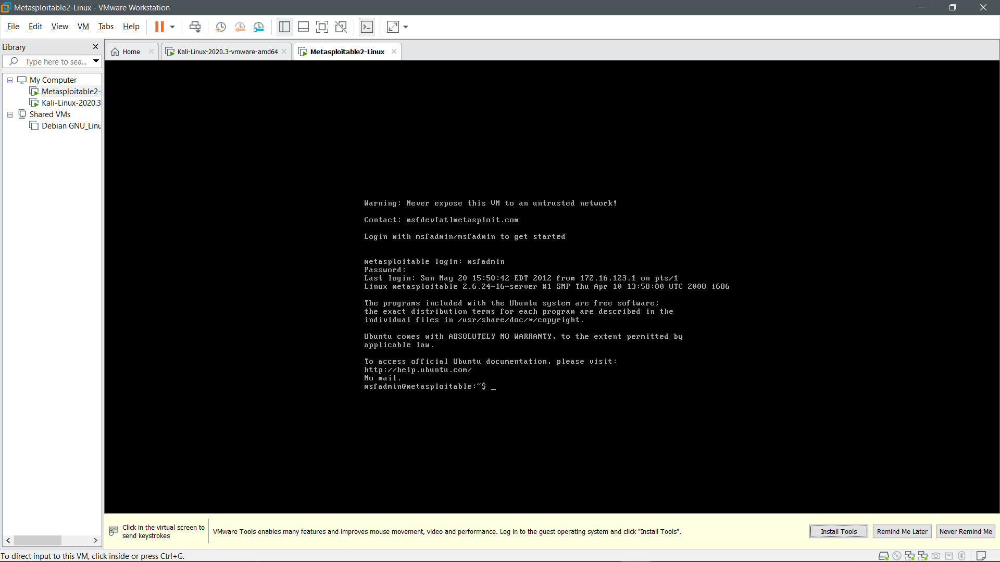 Metasploitable2-Linux - VMware Workstation
File Edit View VM Tabs Help
Library
Type here to sea...
My Computer
Metasploitable2-
Kali-Linux-2020.3
Shared VMs
Debian GNU_Linu
Home Kali-Linux-2020.3-vmware-amd64 Metasploitable2-Linux
Warning: Never expose this VM to an untrusted network!
Contact: msfdev[at]metasploit.com
Login with msfadmin/msfadmin to get started
metasploitable login: msfadmin
Password:
Last login: Sun May 20 15:50:42 EDT 2012 from 172.16.123.1 on pts/1
Linux metasploitable 2.6.24-16-server #1 SMP Thu Apr 10 13:58:00 UTC 2008 i686
The programs included with the Ubuntu system are free software;
the exact distribution terms for each program are described in the
individual files in /usr/share/doc/*/copyright.
Ubuntu comes with ABSOLUTELY NO WARRANTY, to the extent permitted by
applicable law.
To access official Ubuntu documentation, please visit:
http://help.ubuntu.com/
No mail.
msfadmin@metasploitable:~$ _
Click in the virtual screen to
send keystrokes
VMware Tools enables many features and improves mouse movement, video and performance. Log in to the guest operating system and click "Install Tools".
Install Tools Remind Me Later Never Remind Me
To direct input to this VM, click inside or press Ctrl+G.